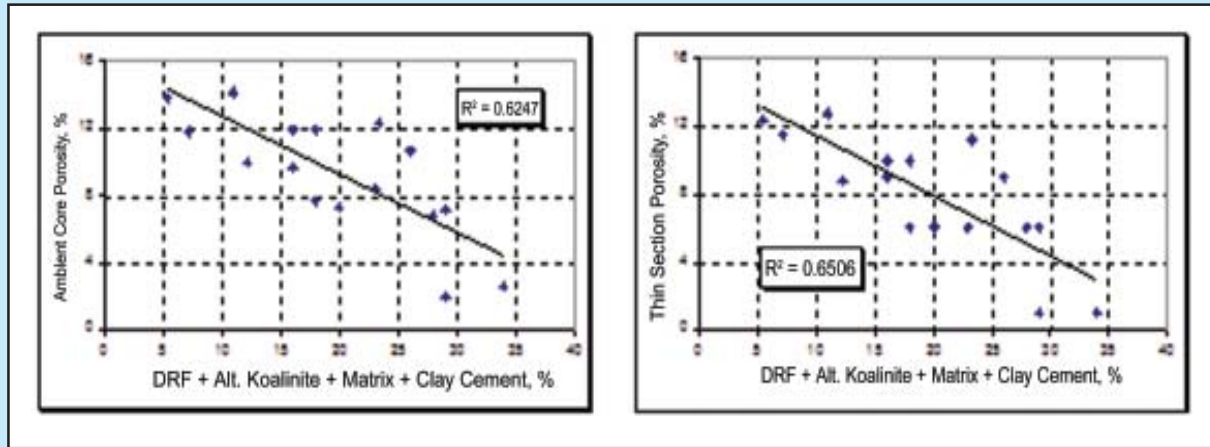 Ambient Core Porosity, %
16
12
8
4
0
R² = 0.6247
0 5 10 15 20 25 30 35 40
DRF + Alt. Koalinite + Matrix + Clay Cement, %
Thin Section Porosity, %
16
12
8
4
0
R² = 0.6506
0 5 10 15 20 25 30 35 40
DRF + Alt. Koalinite + Matrix + Clay Cement, %